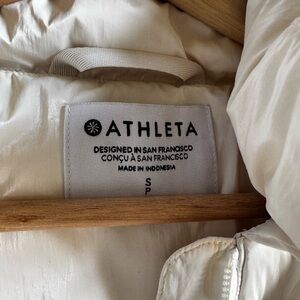 ATHLETA
DESIGNED IN SAN FRANCISCO
CONÇU À SAN FRANCISCO
MADE IN INDONESIA
S
P